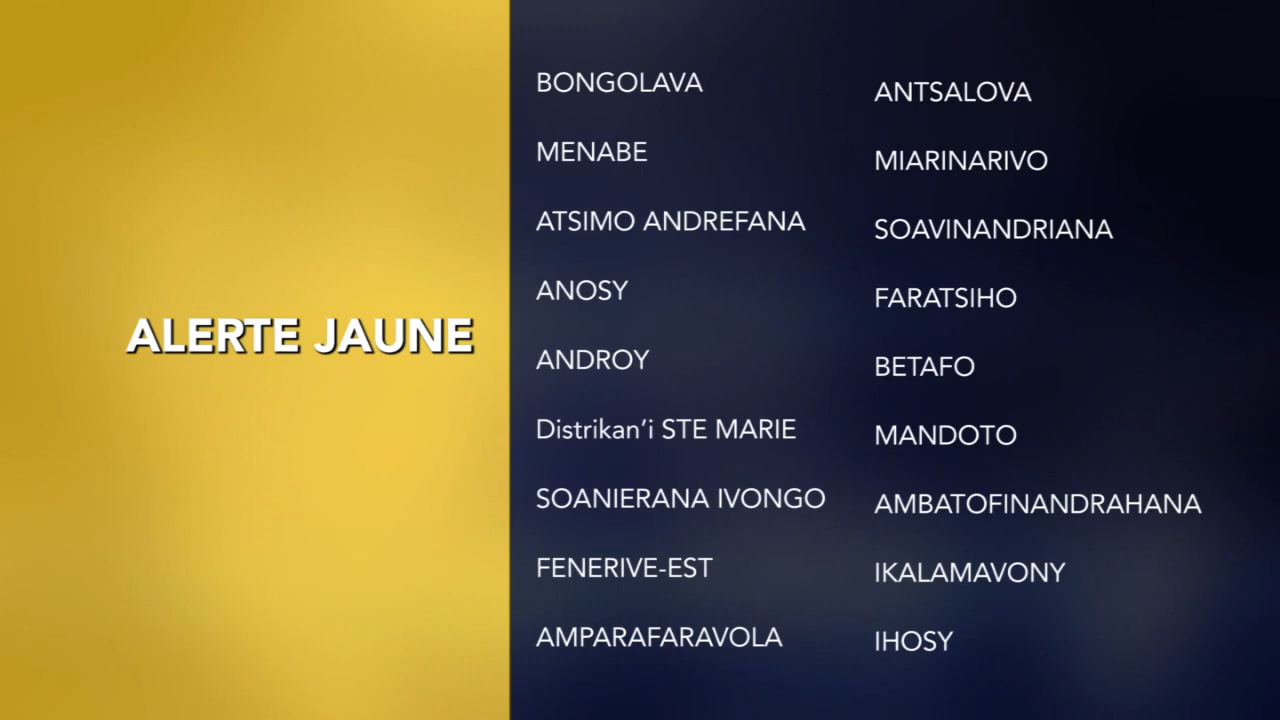 ALERTE JAUNE
BONGOLAVA
MENABE
ATSIMO ANDREFANA
ANOSY
ANDROY
Distrikan’i STE MARIE
SOANIERANA IVONGO
FENERIVE-EST
AMPARAFARAVOLA
ANTSALOVA
MIARINARIVO
SOAVINANDRIANA
FARATSIHO
BETAFO
MANDOTO
AMBATOFINANDRAHANA
IKALAMAVONY
IHOSY